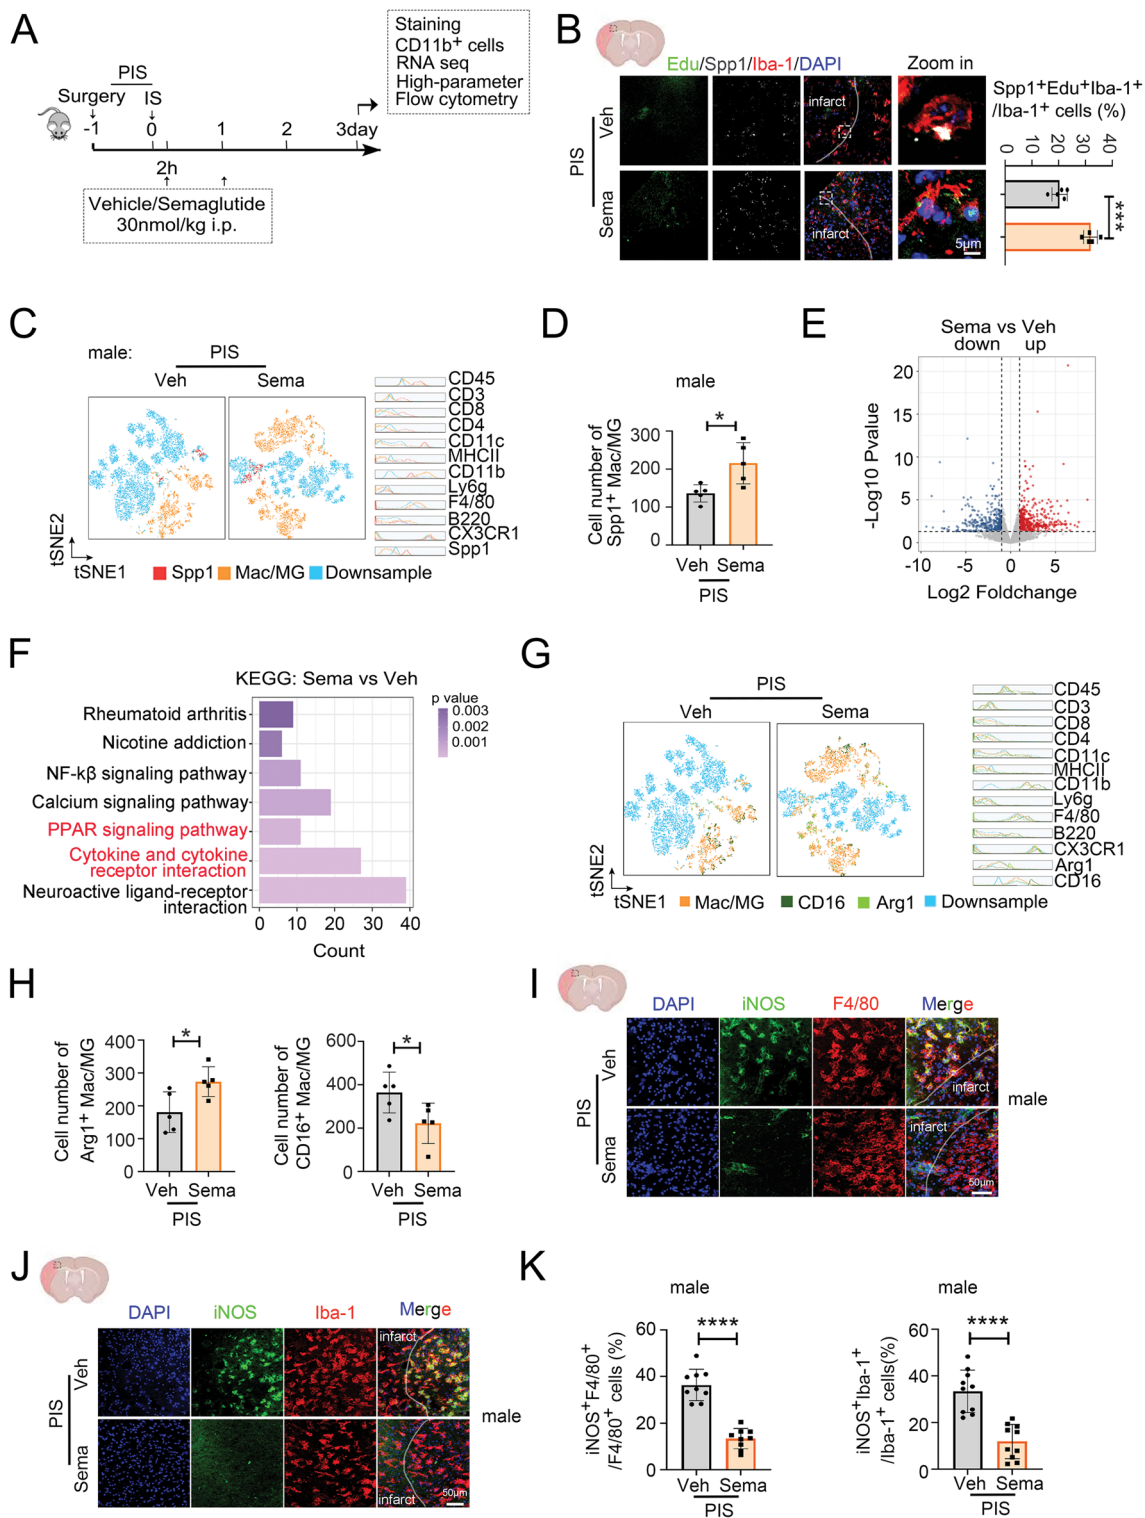 A
PIS
Surgery
IS
-1
0
1
2
3day
2h
Vehicle/Semaglutide
30nmol/kg i.p.
Staining
CD11b+ cells
RNA seq
High-parameter
Flow cytometry
B
Edu/Spp1/Iba-1/DAPI
Zoom in
PIS
Veh
Sema
infarct
infarct
5μm
Spp1+Edu+Iba-1+
/Iba-1+ cells (%)
0
10
20
30
40
***
C
male:
PIS
Veh
Sema
CD45
CD3
CD8
CD4
CD11c
MHCII
CD11b
Ly6g
F4/80
B220
CX3CR1
Spp1
tSNE2
tSNE1
Spp1
Mac/MG
Downsample
D
male
*
Cell number of
Spp1+ Mac/MG
300
200
100
0
Veh Sema
PIS
E
Sema vs Veh
down
up
-Log10 Pvalue
20
15
10
5
0
-10
-5
0
5
Log2 Foldchange
F
KEGG: Sema vs Veh
Rheumatoid arthritis
Nicotine addiction
NF-kβ signaling pathway
Calcium signaling pathway
PPAR signaling pathway
Cytokine and cytokine
receptor interaction
Neuroactive ligand-receptor
interaction
0 10 20 30 40
Count
p value
0.003
0.002
0.001
G
PIS
Veh
Sema
CD45
CD3
CD8
CD4
CD11c
MHCII
CD11b
Ly6g
F4/80
B220
CX3CR1
Arg1
CD16
tSNE2
tSNE1
Mac/MG
CD16
Arg1
Downsample
H
Cell number of
Arg1+ Mac/MG
400
300
200
100
0
*
Veh Sema
PIS
Cell number of
CD16+ Mac/MG
600
400
200
0
*
Veh Sema
PIS
I
DAPI
iNOS
F4/80
Merge
PIS
Veh
Sema
infarct
infarct
50μm
male
J
DAPI
iNOS
Iba-1
Merge
PIS
Veh
Sema
infarct
infarct
50μm
male
K
male
****
iNOS+F4/80+
/F4/80+ cells (%)
60
40
20
0
Veh Sema
PIS
male
****
iNOS+Iba-1+
/Iba-1+ cells(%)
60
40
20
0
Veh Sema
PIS